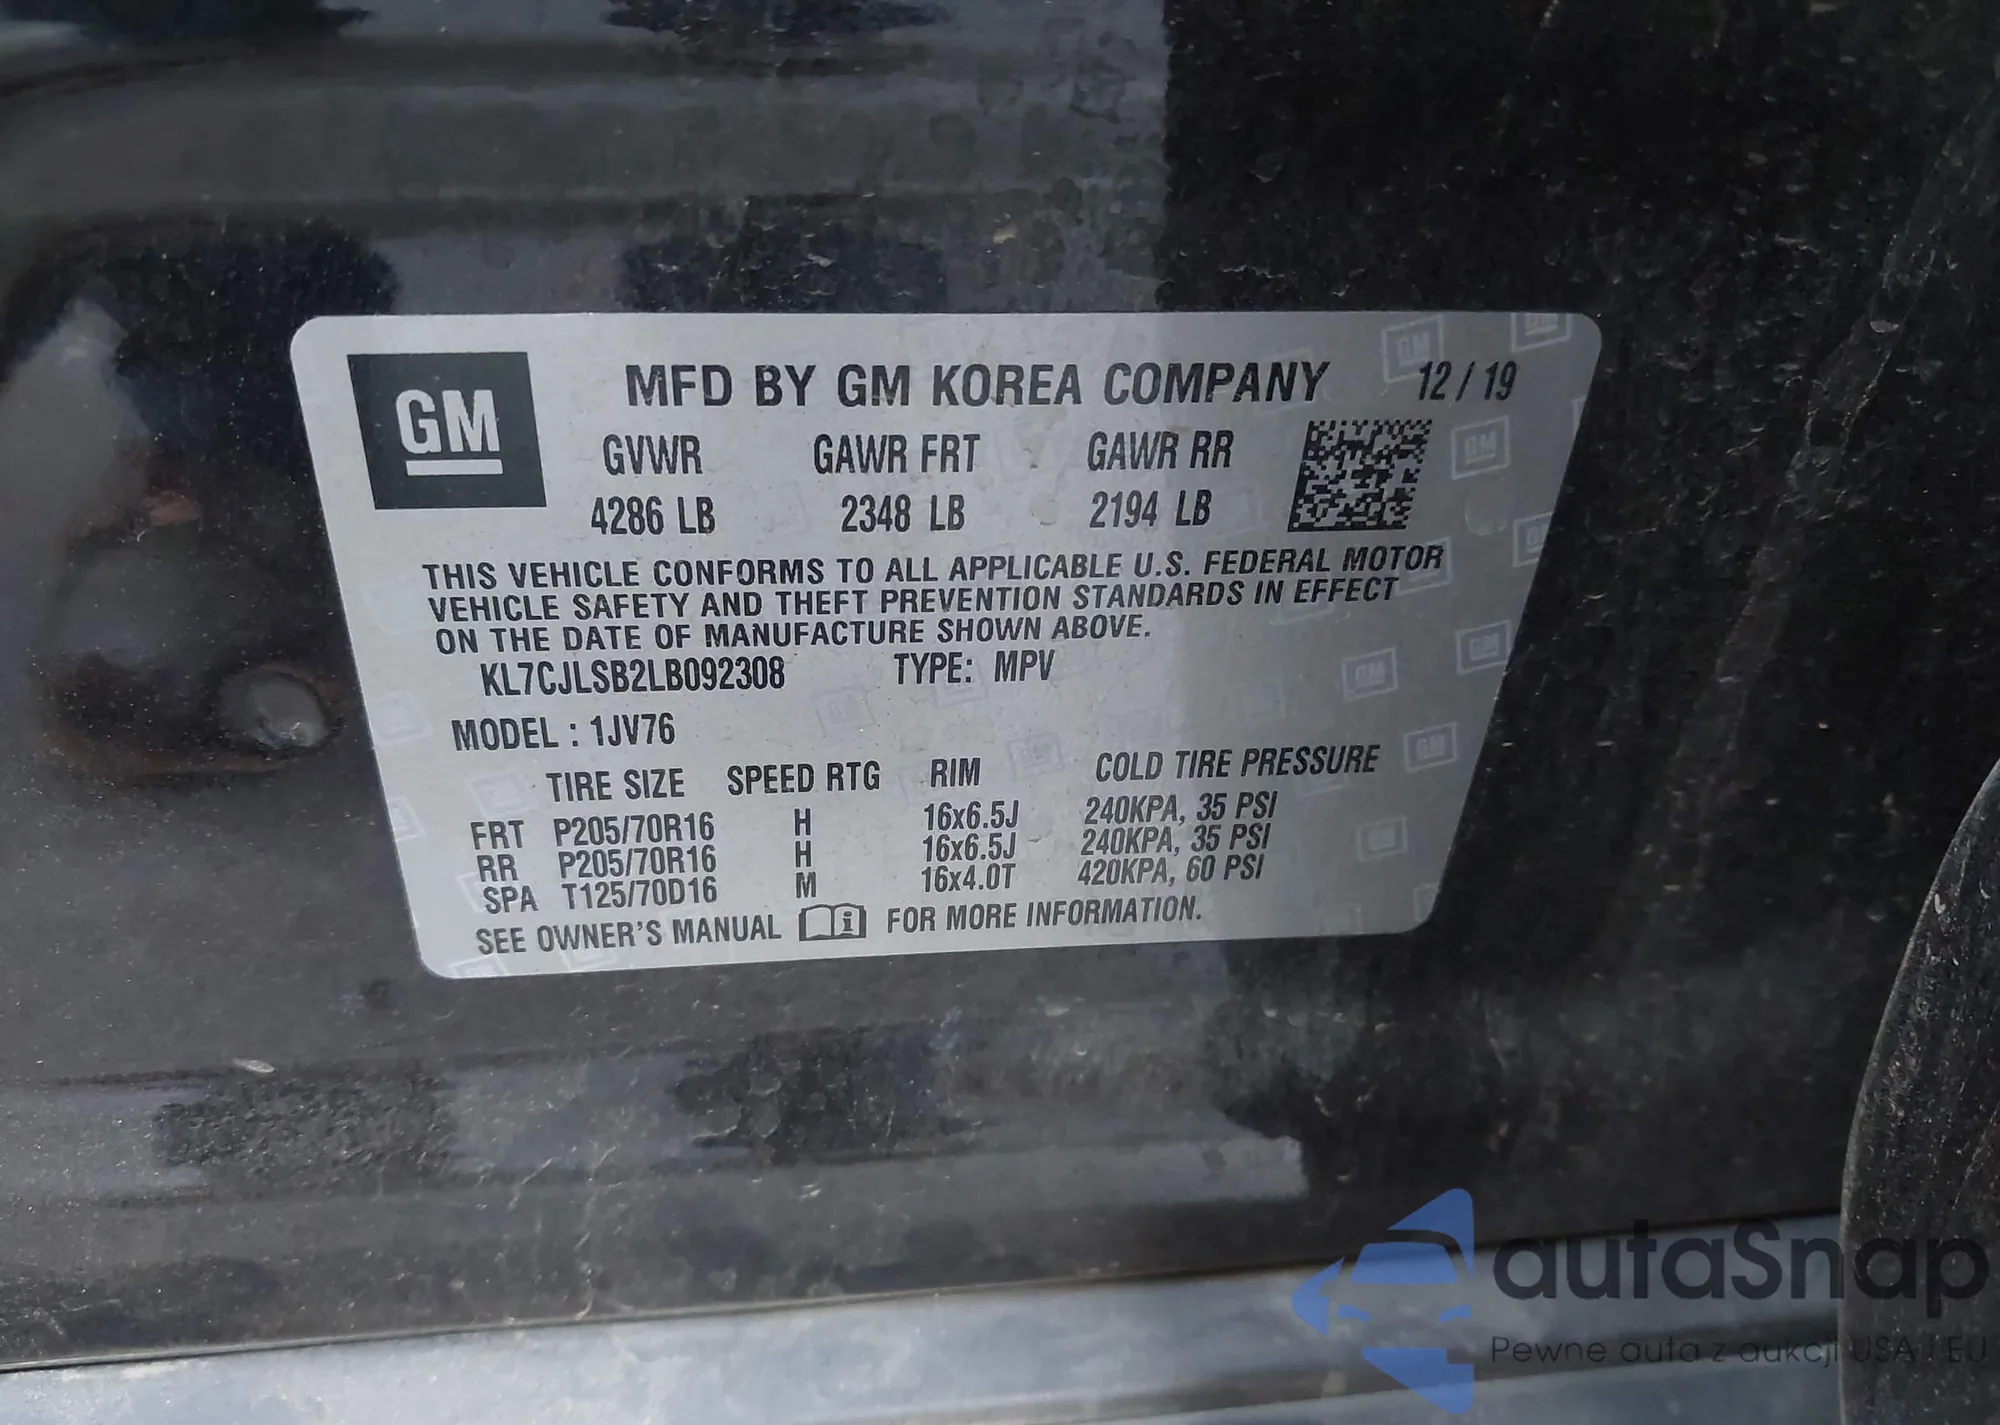 GM
MFD BY GM KOREA COMPANY 12 / 19
GVWR GAWR FRT GAWR RR
4286 LB 2348 LB 2194 LB
THIS VEHICLE CONFORMS TO ALL APPLICABLE U.S. FEDERAL MOTOR
VEHICLE SAFETY AND THEFT PREVENTION STANDARDS IN EFFECT
ON THE DATE OF MANUFACTURE SHOWN ABOVE.
KL7CJLSB2LB092308 TYPE: MPV
MODEL : 1JV76
TIRE SIZE SPEED RTG RIM COLD TIRE PRESSURE
FRT P205/70R16 H 16x6.5J 240KPA, 35 PSI
RR P205/70R16 H 16x6.5J 240KPA, 35 PSI
SPA T125/70D16 M 16x4.0T 420KPA, 60 PSI
SEE OWNER'S MANUAL i FOR MORE INFORMATION.
autaSnap
Pewne auta z aukcji USA / EU